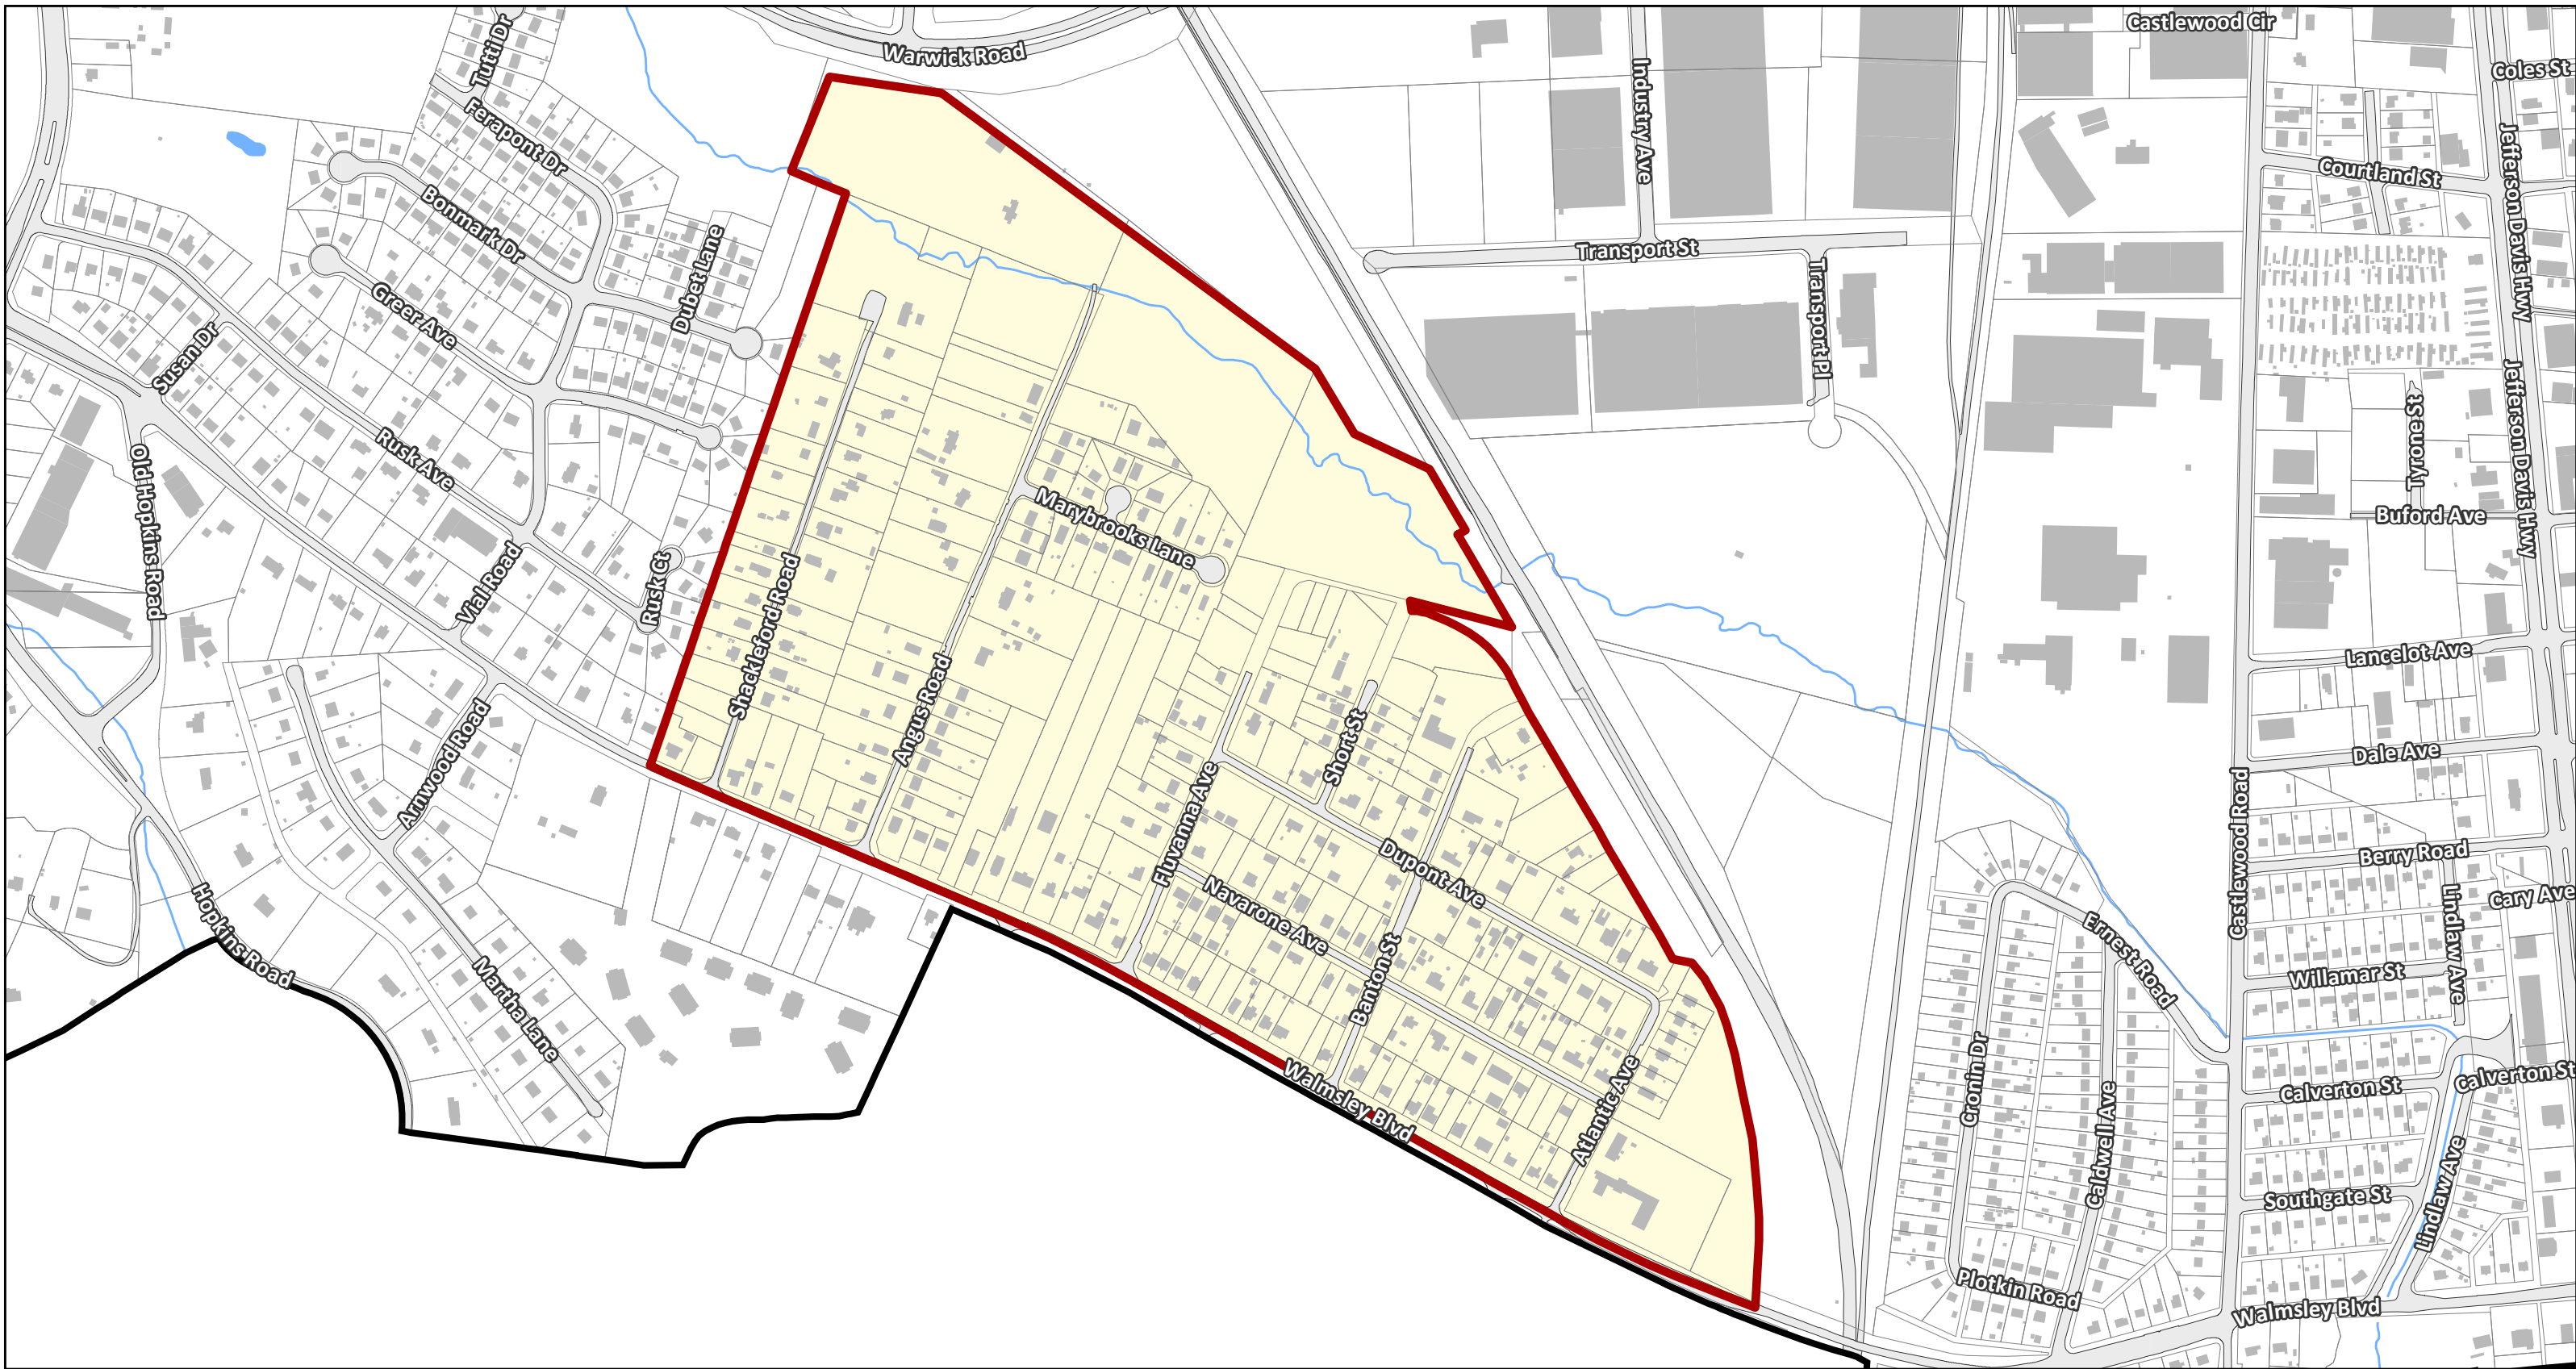 Castlewood Cir
Tutti Dr
Warwick Road
Coles St
Industry Ave
Ferapont Dr
Jefferson Davis Hwy
Courtland St
Bonmark Dr
Dubet Lane
Transport St
Transport Pl
Greer Ave
Susan Dr
Jefferson Davis Hwy
Tyrone St
Rusk Ave
Old Hopkins Road
Marybrooks Lane
Buford Ave
Vial Road
Rusk Ct
Shackleford Road
Angus Road
Lancelot Ave
Short St
Arnwood Road
Dale Ave
Fluvanna Ave
Castlewood Road
Dupont Ave
Berry Road
Navarone Ave
Lindlaw Ave
Cary Ave
Hopkins Road
Banton St
Ernest Road
Willamar St
Martha Lane
Walmsley Blvd
Atlantic Ave
Cronin Dr
Caldwell Ave
Calverton St
Calverton St
Southgate St
Lindlaw Ave
Plotkin Road
Walmsley Blvd